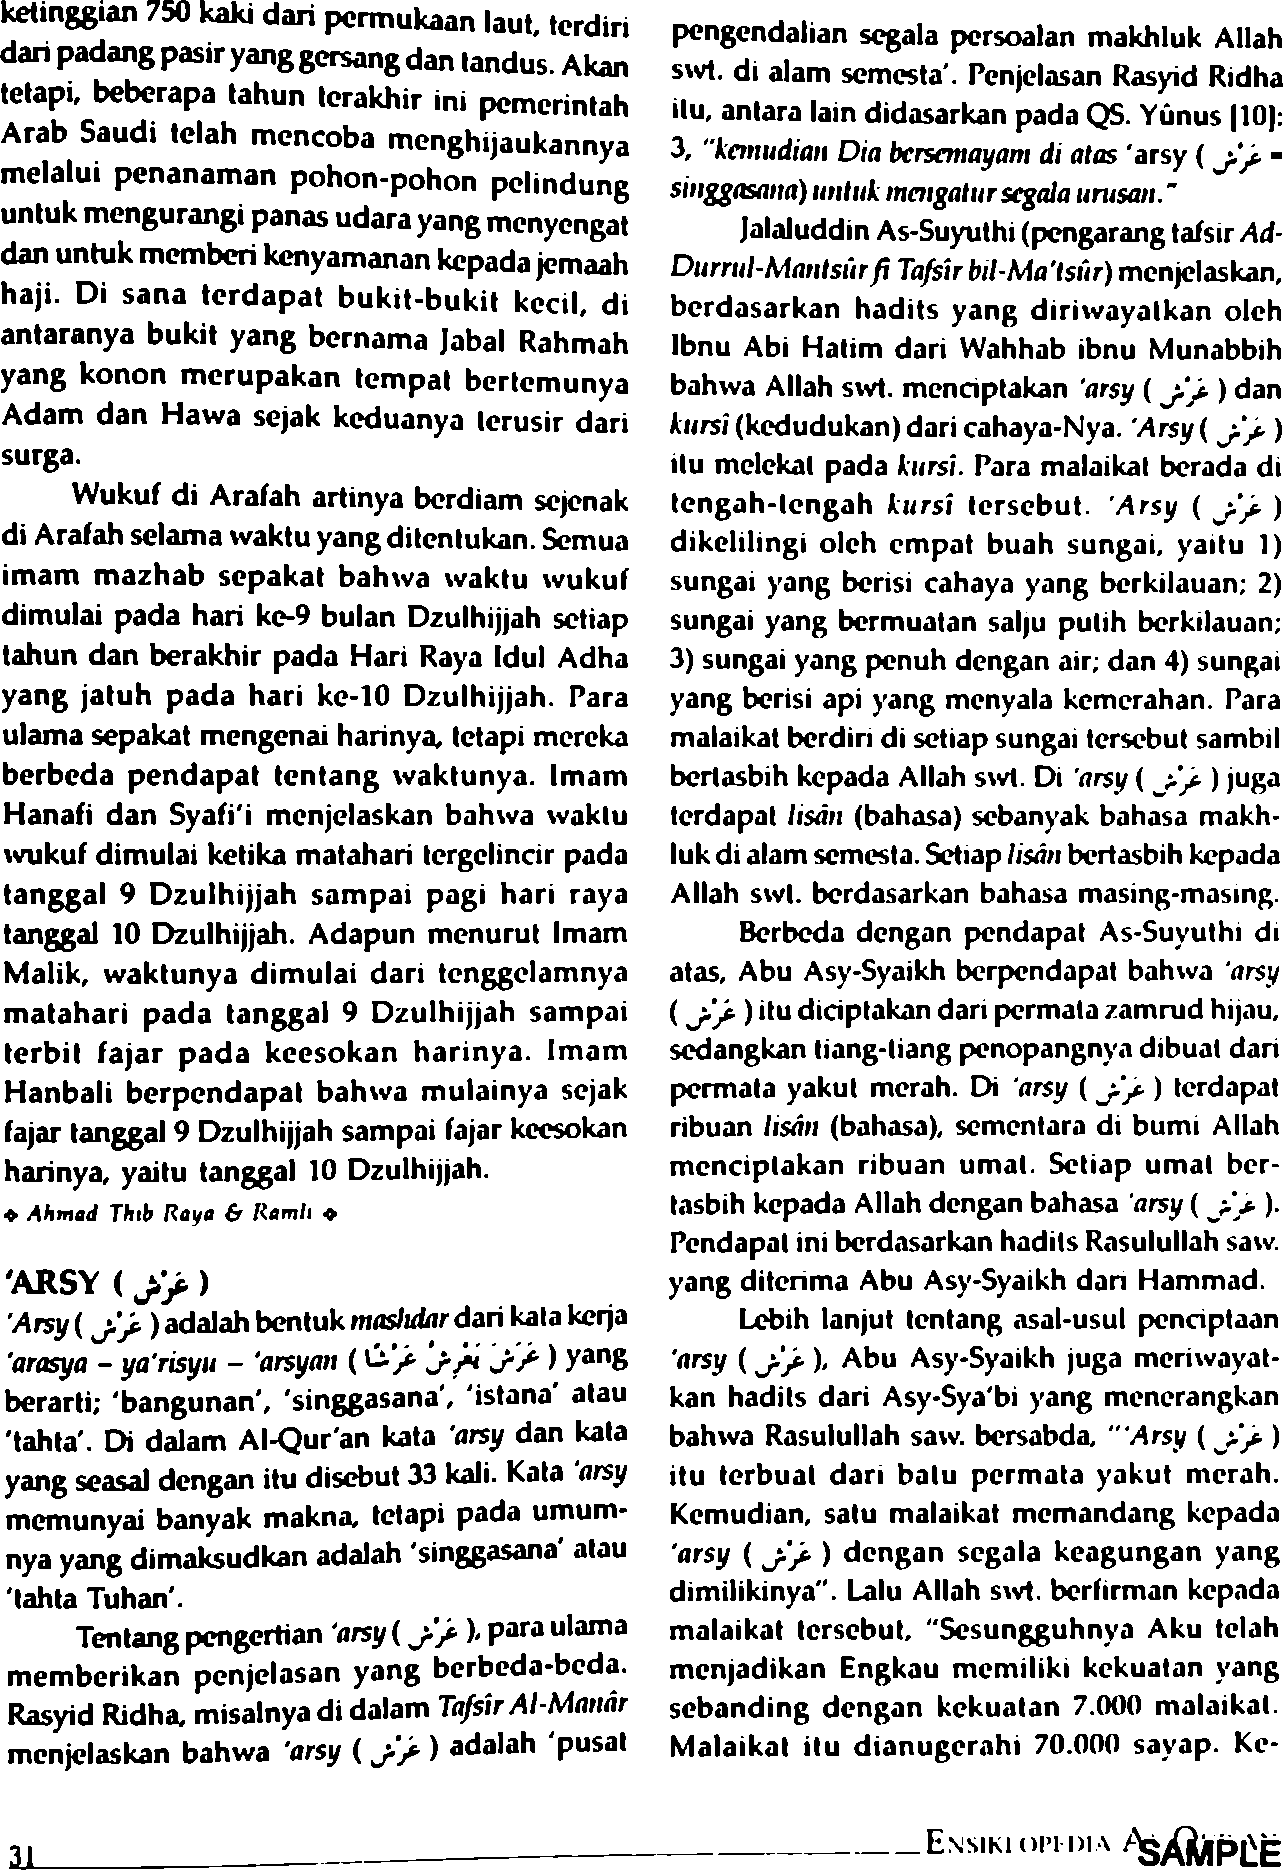 ketinggian 750 kaki dari permukaan laut, terdiri
dari padang pasir yang gersang dan tandus. Akan
tetapi, beberapa tahun terakhir ini pemerintah
Arab Saudi telah mencoba menghijaukannya
melalui penanaman pohon-pohon pelindung
untuk mengurangi panas udara yang menyengat
dan untuk memberi kenyamanan kepada jemaah
haji. Di sana terdapat bukit-bukit kecil, di
antaranya bukit yang bernama Jabal Rahmah
yang konon merupakan tempat bertemunya
Adam dan Hawa sejak keduanya terusir dari
surga.
Wukuf di Arafah artinya berdiam sejenak
di Arafah selama waktu yang ditentukan. Semua
imam mazhab sepakat bahwa waktu wukuf
dimulai pada hari ke-9 bulan Dzulhijjah setiap
tahun dan berakhir pada Hari Raya Idul Adha
yang jatuh pada hari ke-10 Dzulhijjah. Para
ulama sepakat mengenai harinya, tetapi mereka
berbeda pendapat tentang waktunya. Imam
Hanafi dan Syafi'i menjelaskan bahwa waktu
wukuf dimulai ketika matahari tergelincir pada
tanggal 9 Dzulhijjah sampai pagi hari raya
tanggal 10 Dzulhijjah. Adapun menurut Imam
Malik, waktunya dimulai dari tenggelamnya
matahari pada tanggal 9 Dzulhijjah sampai
terbit fajar pada keesokan harinya. Imam
Hanbali berpendapat bahwa mulainya sejak
fajar tanggal 9 Dzulhijjah sampai fajar keesokan
harinya, yaitu tanggal 10 Dzulhijjah.
❖ Ahmad Thib Raya & Ramli ❖
'ARSY ( عَرْش )
'Arsy ( عَرْش ) adalah bentuk mashdar dari kata kerja
'arasya – ya'risyu – 'arsyan ( عَرَشَ يَعْرِشُ عَرْشًا ) yang
berarti; 'bangunan', 'singgasana', 'istana' atau
'tahta'. Di dalam Al-Qur'an kata 'arsy dan kata
yang seasal dengan itu disebut 33 kali. Kata 'arsy
memunyai banyak makna, tetapi pada umum-
nya yang dimaksudkan adalah 'singgasana' atau
'tahta Tuhan'.
Tentang pengertian 'arsy ( عَرْش ), para ulama
memberikan penjelasan yang berbeda-beda.
Rasyid Ridha, misalnya di dalam Tafsîr Al-Manâr
menjelaskan bahwa 'arsy ( عَرْش ) adalah 'pusat
pengendalian segala persoalan makhluk Allah
swt. di alam semesta'. Penjelasan Rasyid Ridha
itu, antara lain didasarkan pada QS. Yûnus [10]:
3, "kemudian Dia bersemayam di atas 'arsy ( عَرْش =
singgasana) untuk mengatur segala urusan."
Jalaluddin As-Suyuthi (pengarang tafsir Ad-
Durrul-Mantsûr fi Tafsîr bil-Ma'tsûr) menjelaskan,
berdasarkan hadits yang diriwayatkan oleh
Ibnu Abi Hatim dari Wahhab ibnu Munabbih
bahwa Allah swt. menciptakan 'arsy ( عَرْش ) dan
kursî (kedudukan) dari cahaya-Nya. 'Arsy ( عَرْش )
itu melekat pada kursî. Para malaikat berada di
tengah-tengah kursî tersebut. 'Arsy ( عَرْش )
dikelilingi oleh empat buah sungai, yaitu 1)
sungai yang berisi cahaya yang berkilauan; 2)
sungai yang bermuatan salju putih berkilauan;
3) sungai yang penuh dengan air; dan 4) sungai
yang berisi api yang menyala kemerahan. Para
malaikat berdiri di setiap sungai tersebut sambil
bertasbih kepada Allah swt. Di 'arsy ( عَرْش ) juga
terdapat lisân (bahasa) sebanyak bahasa makh-
luk di alam semesta. Setiap lisân bertasbih kepada
Allah swt. berdasarkan bahasa masing-masing.
Berbeda dengan pendapat As-Suyuthi di
atas, Abu Asy-Syaikh berpendapat bahwa 'arsy
( عَرْش ) itu diciptakan dari permata zamrud hijau,
sedangkan tiang-tiang penopangnya dibuat dari
permata yakut merah. Di 'arsy ( عَرْش ) terdapat
ribuan lisân (bahasa), sementara di bumi Allah
menciptakan ribuan umat. Setiap umat ber-
tasbih kepada Allah dengan bahasa 'arsy ( عَرْش ).
Pendapat ini berdasarkan hadits Rasulullah saw.
yang diterima Abu Asy-Syaikh dari Hammad.
Lebih lanjut tentang asal-usul penciptaan
'arsy ( عَرْش ), Abu Asy-Syaikh juga meriwayat-
kan hadits dari Asy-Sya'bi yang menerangkan
bahwa Rasulullah saw. bersabda, "'Arsy ( عَرْش )
itu terbuat dari batu permata yakut merah.
Kemudian, satu malaikat memandang kepada
'arsy ( عَرْش ) dengan segala keagungan yang
dimilikinya". Lalu Allah swt. berfirman kepada
malaikat tersebut, "Sesungguhnya Aku telah
menjadikan Engkau memiliki kekuatan yang
sebanding dengan kekuatan 7.000 malaikat.
Malaikat itu dianugerahi 70.000 sayap. Ke-
31 ENSIKLOPEDIA
SAMPLE